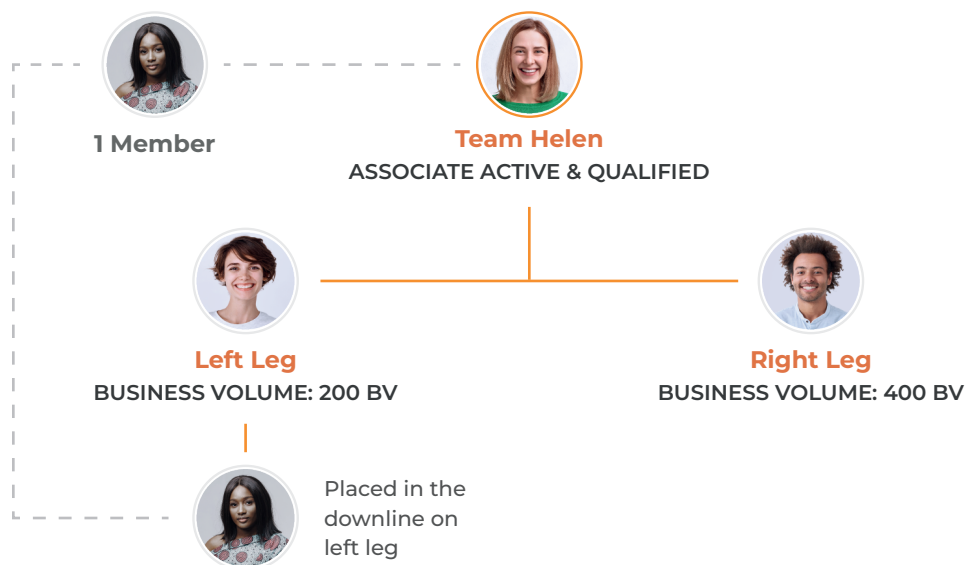 1 Member
Team Helen
ASSOCIATE ACTIVE & QUALIFIED
Left Leg
BUSINESS VOLUME: 200 BV
Right Leg
BUSINESS VOLUME: 400 BV
Placed in the
downline on
left leg